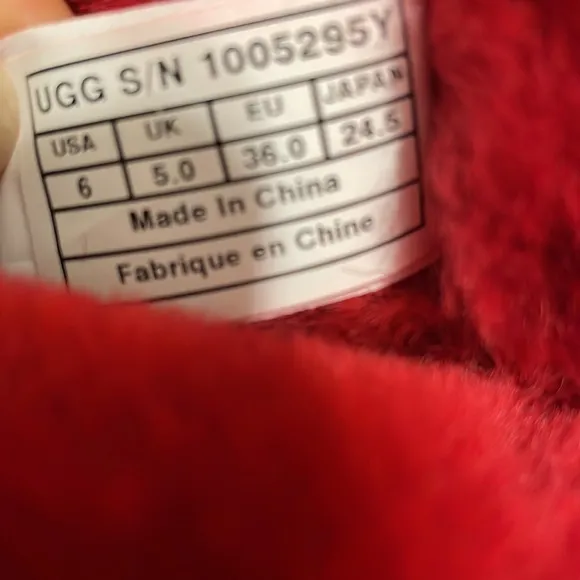 UGG S/N 1005295Y
USA UK EU JAPAN
6 5.0 36.0 24.5
Made In China
Fabrique en Chine